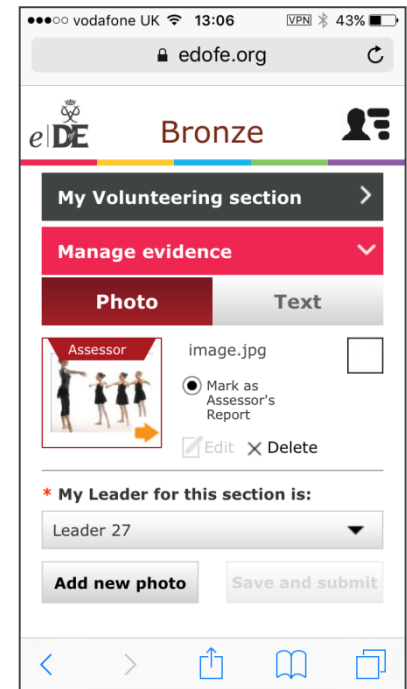 vodafone UK 13:06 VPN 43%
edofe.org
eDE Bronze
My Volunteering section
Manage evidence
Photo Text
Assessor image.jpg
Mark as
Assessor's
Report
Edit Delete
* My Leader for this section is:
Leader 27
Add new photo Save and submit